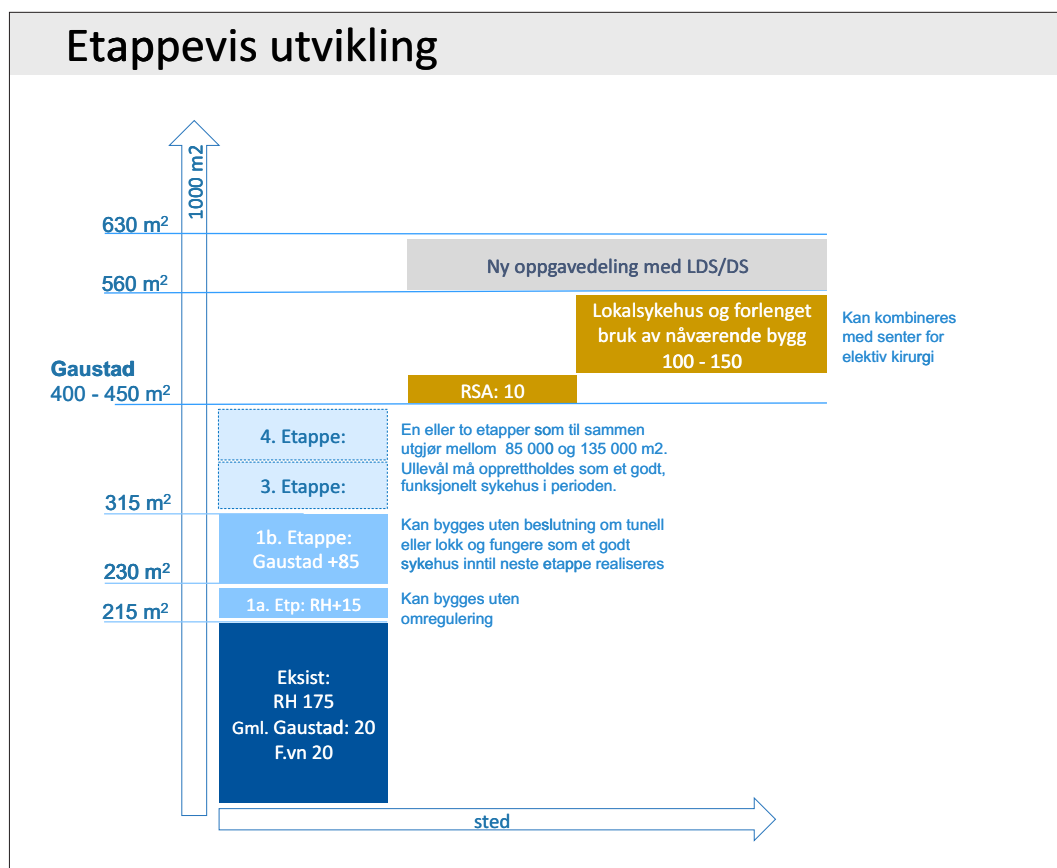 Etappevis utvikling
1000 m2
630 m²
Ny oppgavedeling med LDS/DS
560 m²
Lokalsykehus og forlenget
bruk av nåværende bygg
100 - 150
Kan kombineres
med senter for
elektiv kirurgi
Gaustad
400 - 450 m²
RSA: 10
4. Etappe:
3. Etappe:
En eller to etapper som til sammen
utgjør mellom 85 000 og 135 000 m2.
Ullevål må opprettholdes som et godt,
funksjonelt sykehus i perioden.
315 m²
1b. Etappe:
Gaustad +85
Kan bygges uten beslutning om tunell
eller lokk og fungere som et godt
sykehus inntil neste etappe realiseres
230 m²
1a. Etp: RH+15
Kan bygges uten
omregulering
215 m²
Eksist:
RH 175
Gml. Gaustad: 20
F.vn 20
sted